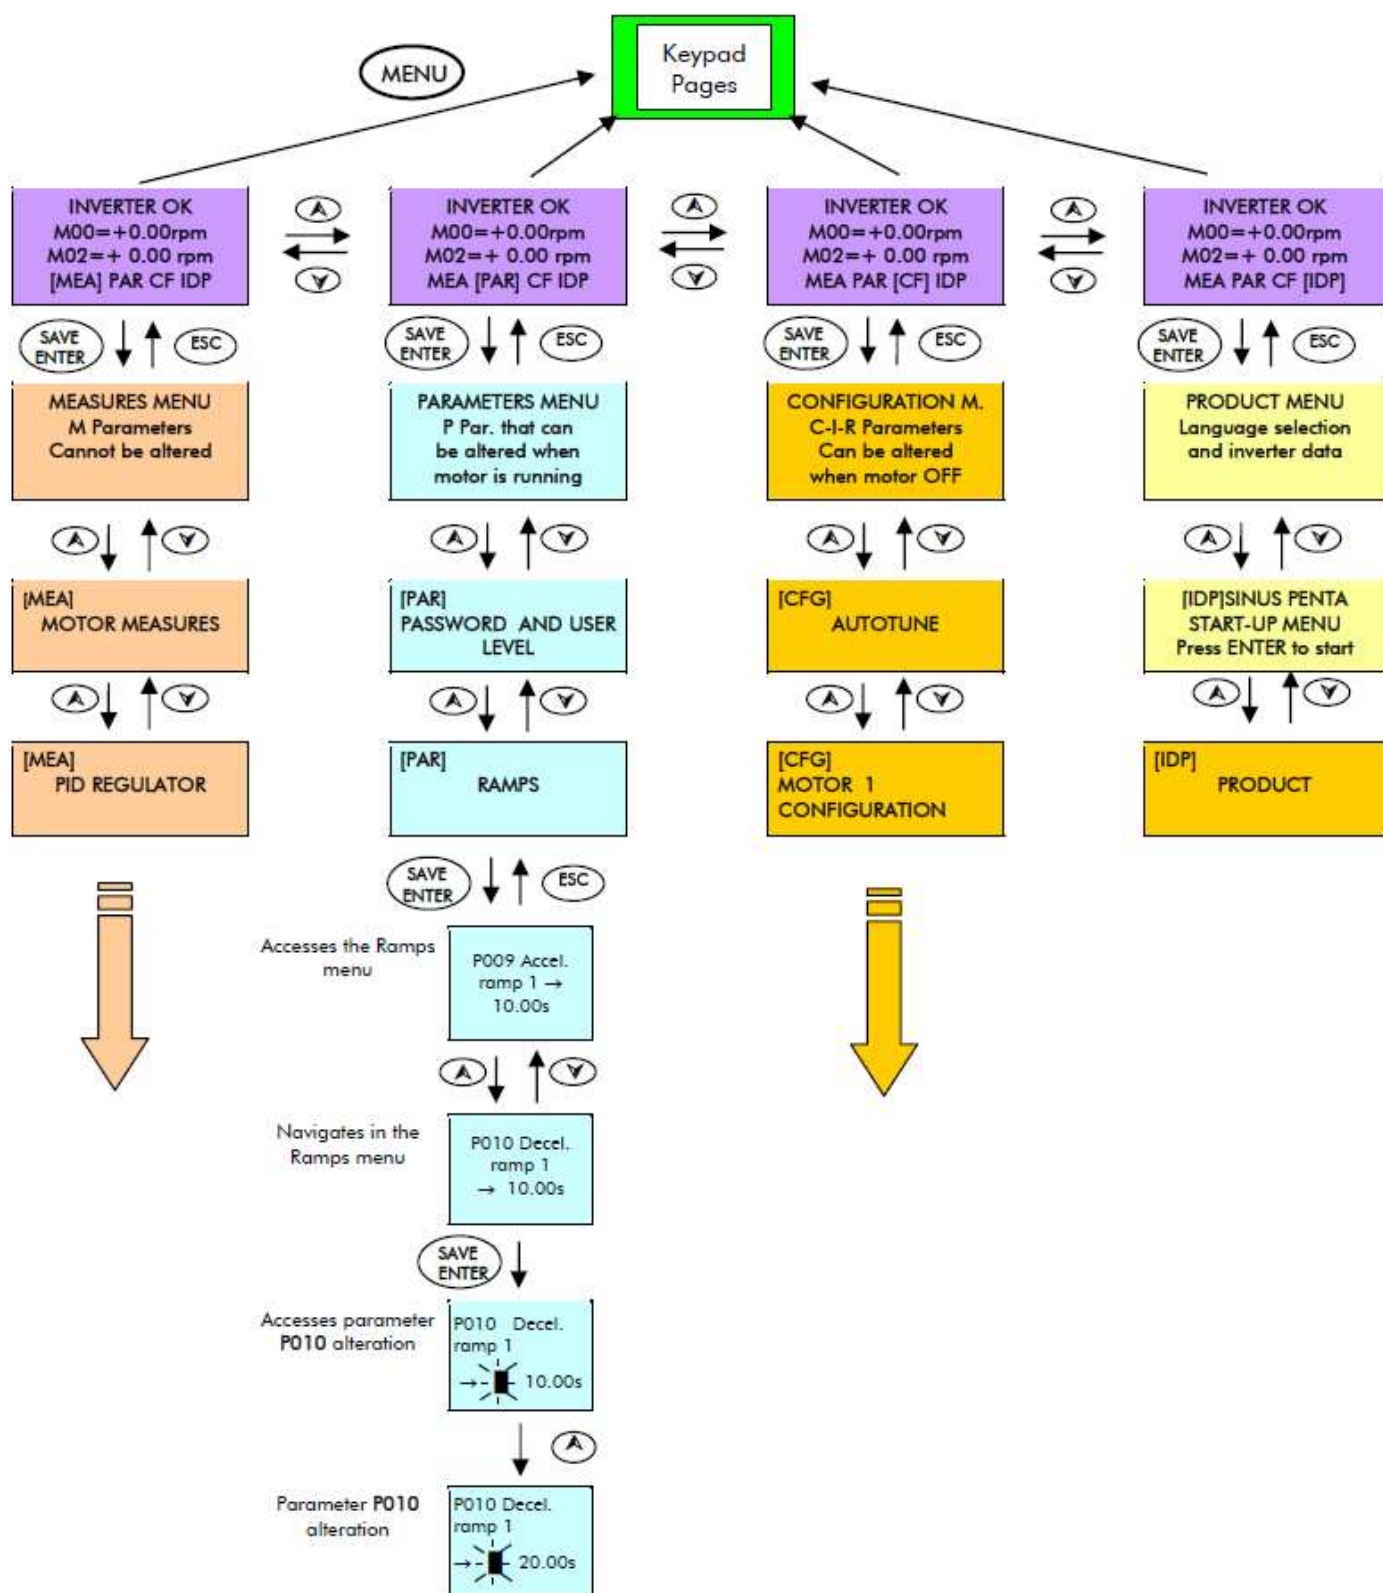 Keypad
Pages
MENU
INVERTER OK
M00=+0.00rpm
M02=+ 0.00 rpm
[MEA] PAR CF IDP
INVERTER OK
M00=+0.00rpm
M02=+ 0.00 rpm
MEA [PAR] CF IDP
INVERTER OK
M00=+0.00rpm
M02=+ 0.00 rpm
MEA PAR [CF] IDP
INVERTER OK
M00=+0.00rpm
M02=+ 0.00 rpm
MEA PAR CF [IDP]
SAVE
ENTER
ESC
SAVE
ENTER
ESC
SAVE
ENTER
ESC
SAVE
ENTER
ESC
MEASURES MENU
M Parameters
Cannot be altered
PARAMETERS MENU
P Par. that can
be altered when
motor is running
CONFIGURATION M.
C-I-R Parameters
Can be altered
when motor OFF
PRODUCT MENU
Language selection
and inverter data
[MEA]
MOTOR MEASURES
[PAR]
PASSWORD AND USER
LEVEL
[CFG]
AUTOTUNE
[IDP]SINUS PENTA
START-UP MENU
Press ENTER to start
[MEA]
PID REGULATOR
[PAR]
RAMPS
[CFG]
MOTOR 1
CONFIGURATION
[IDP]
PRODUCT
SAVE
ENTER
ESC
Accesses the Ramps
menu
P009 Accel.
ramp 1 →
10.00s
Navigates in the
Ramps menu
P010 Decel.
ramp 1
→ 10.00s
SAVE
ENTER
Accesses parameter
P010 alteration
P010 Decel.
ramp 1
→ 10.00s
Parameter P010
alteration
P010 Decel.
ramp 1
→ 20.00s